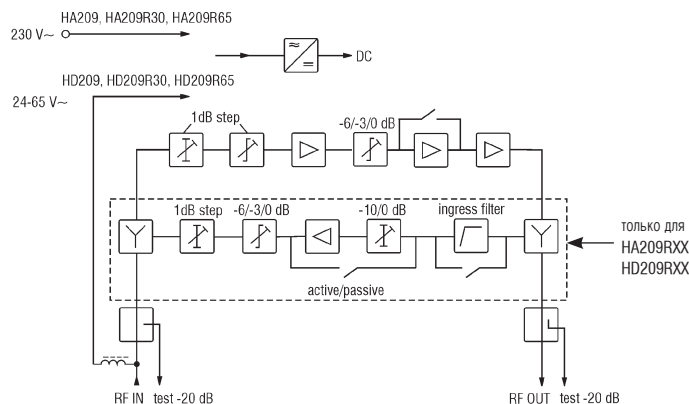 HA209, HA209R30, HA209R65
230 V~
DC
HD209, HD209R30, HD209R65
24-65 V~
1dB step
-6/-3/0 dB
1dB step
-6/-3/0 dB
-10/0 dB
ingress filter
только для
HA209RXX
HD209RXX
active/passive
RF IN
test -20 dB
RF OUT
test -20 dB